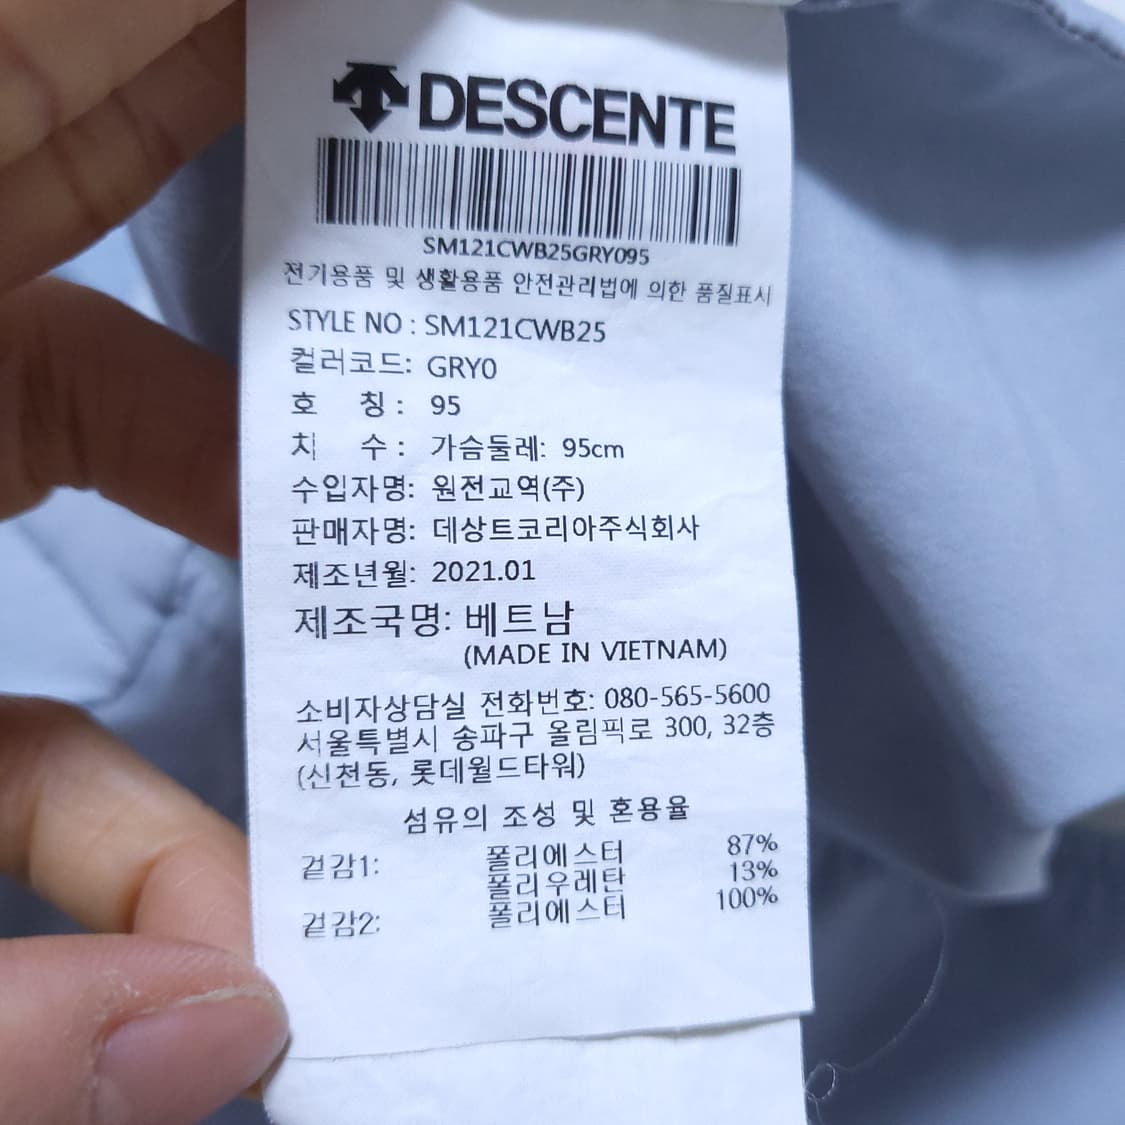 DESCENTE
SM121CWB25GRY095
전기용품 및 생활용품 안전관리법에 의한 품질표시
STYLE NO : SM121CWB25
컬러코드: GRY0
호 칭 : 95
치 수 : 가슴둘레: 95cm
수입자명: 원전교역(주)
판매자명: 데상트코리아주식회사
제조년월: 2021.01
제조국명: 베트남
(MADE IN VIETNAM)
소비자상담실 전화번호: 080-565-5600
서울특별시 송파구 올림픽로 300, 32층
(신천동, 롯데월드타워)
섬유의 조성 및 혼용율
겉감1: 폴리에스터 87%
폴리우레탄 13%
겉감2: 폴리에스터 100%